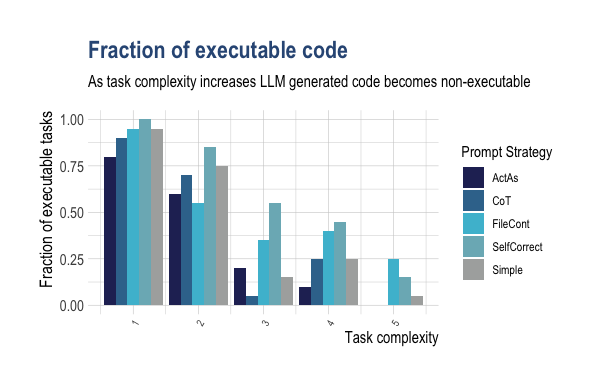 Fraction of executable code
As task complexity increases LLM generated code becomes non-executable
Fraction of executable tasks
1.00
0.75
0.50
0.25
0.00
1
2
3
4
5
Task complexity
Prompt Strategy
ActAs
CoT
FileCont
SelfCorrect
Simple